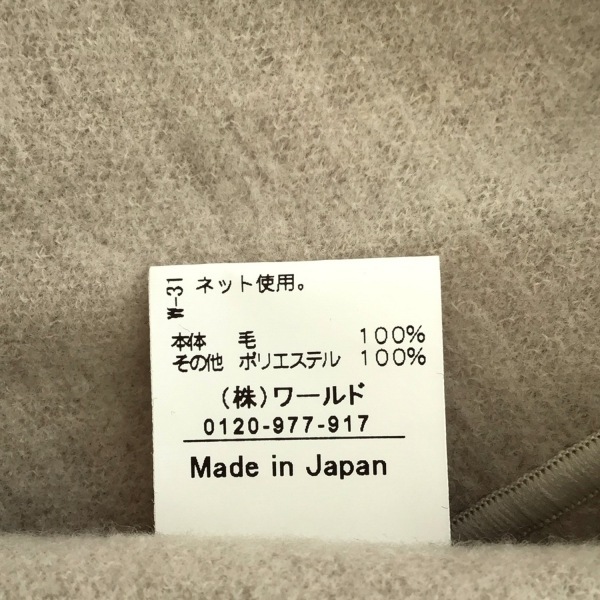 W-31
ネット使用。
本体 毛 100%
その他 ポリエステル 100%
(株)ワールド
0120-977-917
Made in Japan